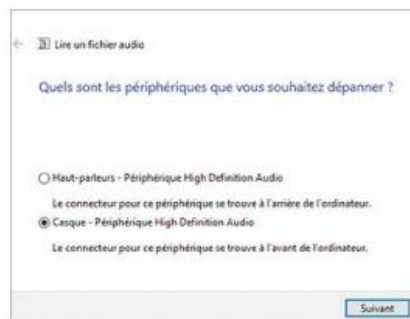 Lire un fichier audio
Quels sont les périphériques que vous souhaitez dépanner ?
Haut-parleurs - Périphérique High Definition Audio
Le connecteur pour ce périphérique se trouve à l'arrière de l'ordinateur.
Casque - Périphérique High Definition Audio
Le connecteur pour ce périphérique se trouve à l'avant de l'ordinateur.
Suivant